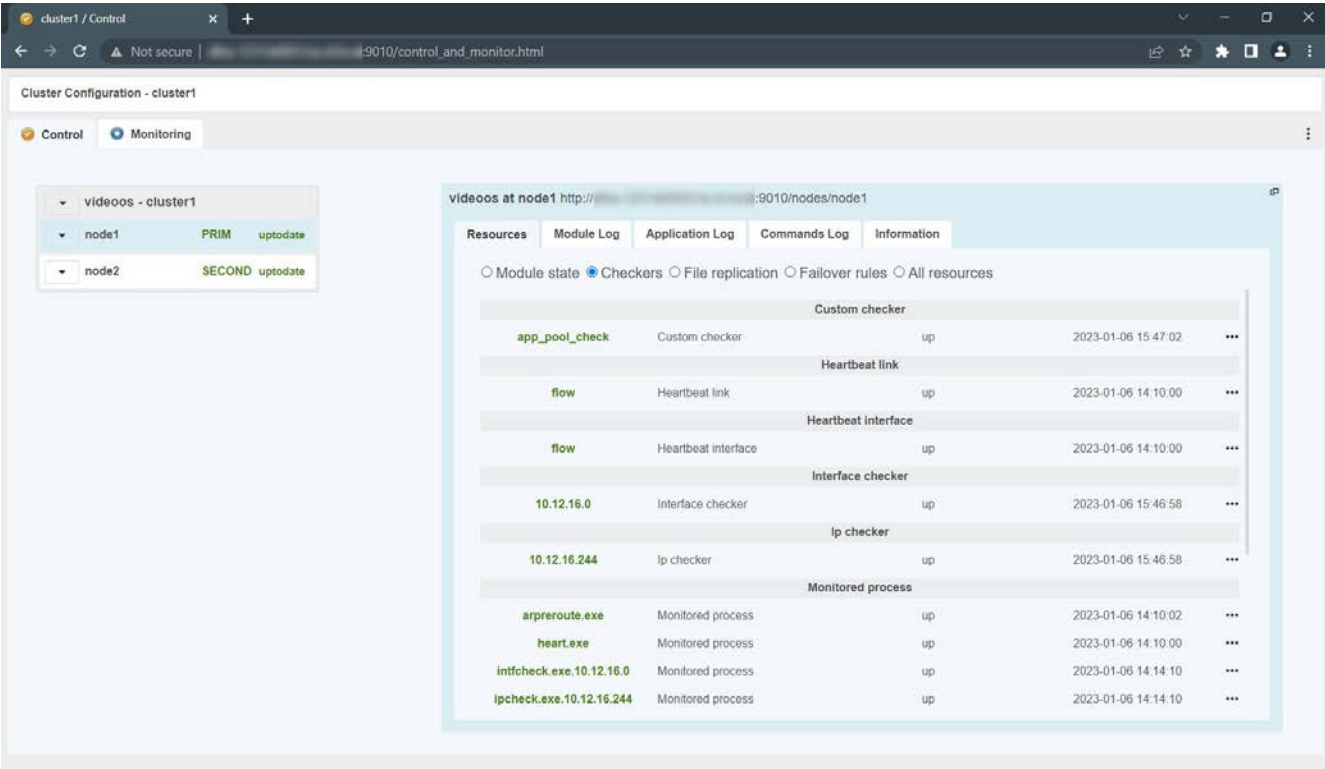 cluster1 / Control
Not secure | :9010/control_and_monitor.html
Cluster Configuration - cluster1
Control Monitoring
videoos - cluster1
node1 PRIM uptodate
node2 SECOND uptodate
videoos at node1 http:// :9010/nodes/node1
Resources Module Log Application Log Commands Log Information
Module state Checkers File replication Failover rules All resources
Custom checker
app_pool_check Custom checker up 2023-01-06 15:47:02
Heartbeat link
flow Heartbeat link up 2023-01-06 14:10:00
Heartbeat interface
flow Heartbeat interface up 2023-01-06 14:10:00
Interface checker
10.12.16.0 Interface checker up 2023-01-06 15:46:58
Ip checker
10.12.16.244 Ip checker up 2023-01-06 15:46:58
Monitored process
arpreroute.exe Monitored process up 2023-01-06 14:10:02
heart.exe Monitored process up 2023-01-06 14:10:00
intfcheck.exe.10.12.16.0 Monitored process up 2023-01-06 14:14:10
ipcheck.exe.10.12.16.244 Monitored process up 2023-01-06 14:14:10